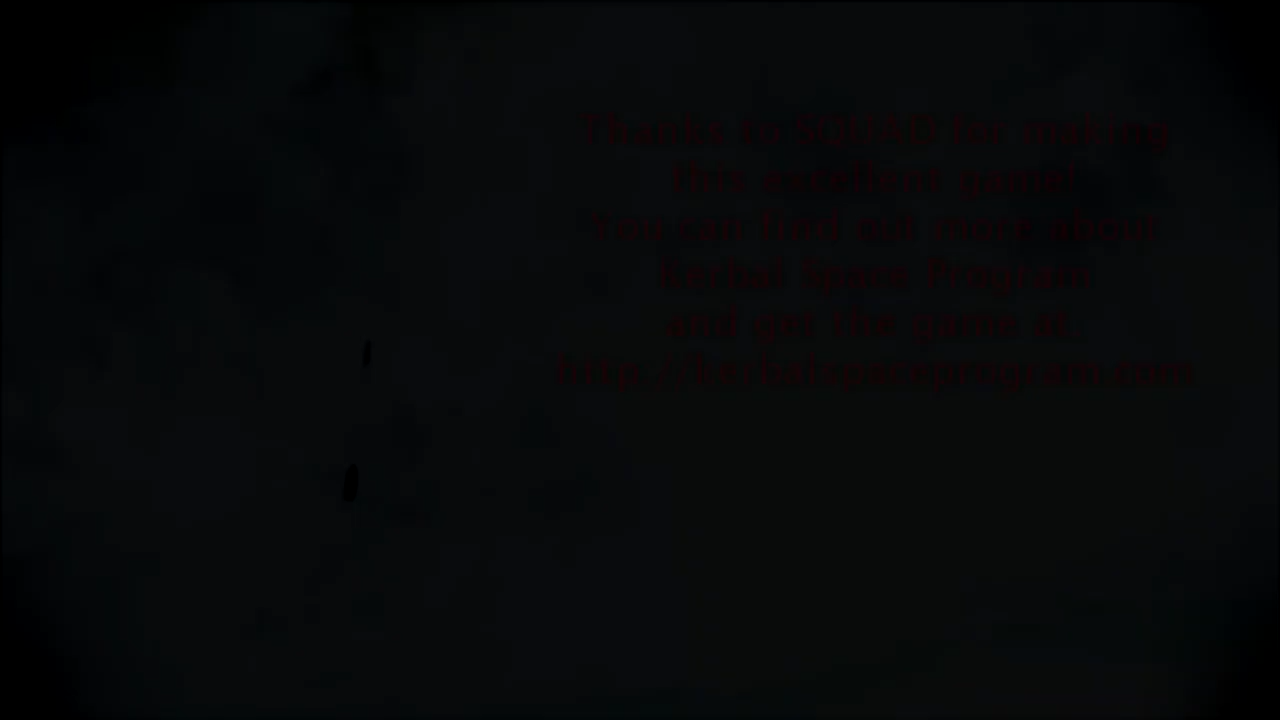 Thanks to SQUAD for making
this excellent game!
You can find out more about
Kerbal Space Program
and get the game at
http://kerbalspaceprogram.com